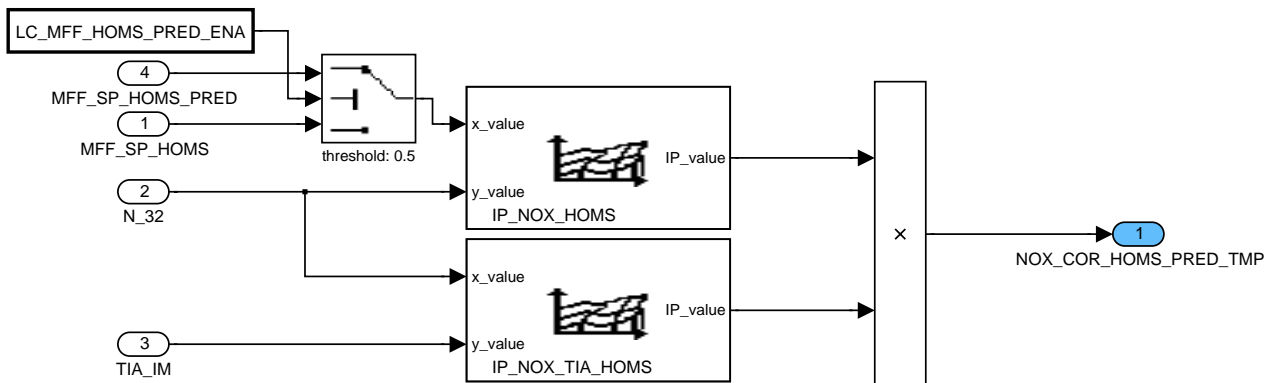 LC_MFF_HOMS_PRED_ENA
4
MFF_SP_HOMS_PRED
1
MFF_SP_HOMS
threshold: 0.5
x_value
IP_value
2
N_32
y_value
IP_NOX_HOMS
×
1
NOX_COR_HOMS_PRED_TMP
x_value
IP_value
3
TIA_IM
y_value
IP_NOX_TIA_HOMS